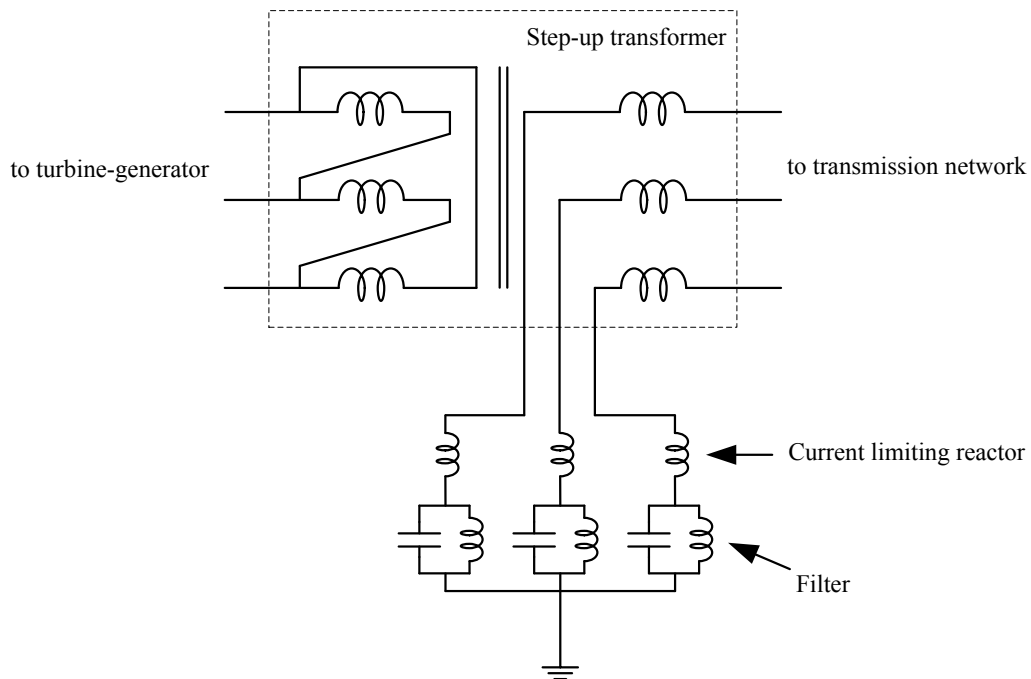 Step-up transformer
to turbine-generator
to transmission network
Current limiting reactor
Filter